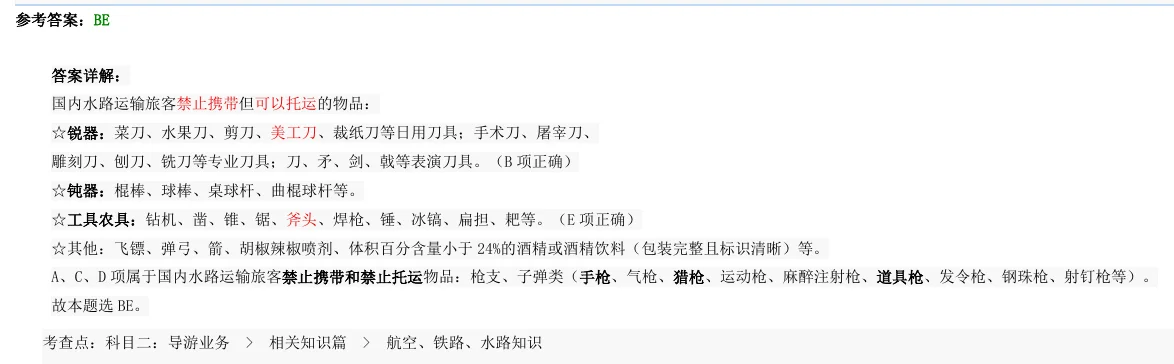 参考答案：BE
答案详解：
国内水路运输旅客禁止携带但可以托运的物品：
☆锐器：菜刀、水果刀、剪刀、美工刀、裁纸刀等日用刀具；手术刀、屠宰刀、
雕刻刀、刨刀、铣刀等专业刀具；刀、矛、剑、戟等表演刀具。（B 项正确）
☆钝器：棍棒、球棒、桌球杆、曲棍球杆等。
☆工具农具：钻机、凿、锥、锯、斧头、焊枪、锤、冰镐、扁担、耙等。（E 项正确）
☆其他：飞镖、弹弓、箭、胡椒辣椒喷剂、体积百分含量小于 24%的酒精或酒精饮料（包装完整且标识清晰）等。
A、C、D 项属于国内水路运输旅客禁止携带和禁止托运物品：枪支、子弹类（手枪、气枪、猎枪、运动枪、麻醉注射枪、道具枪、发令枪、钢珠枪、射钉枪等）。
故本题选 BE。
考查点：科目二：导游业务 > 相关知识篇 > 航空、铁路、水路知识